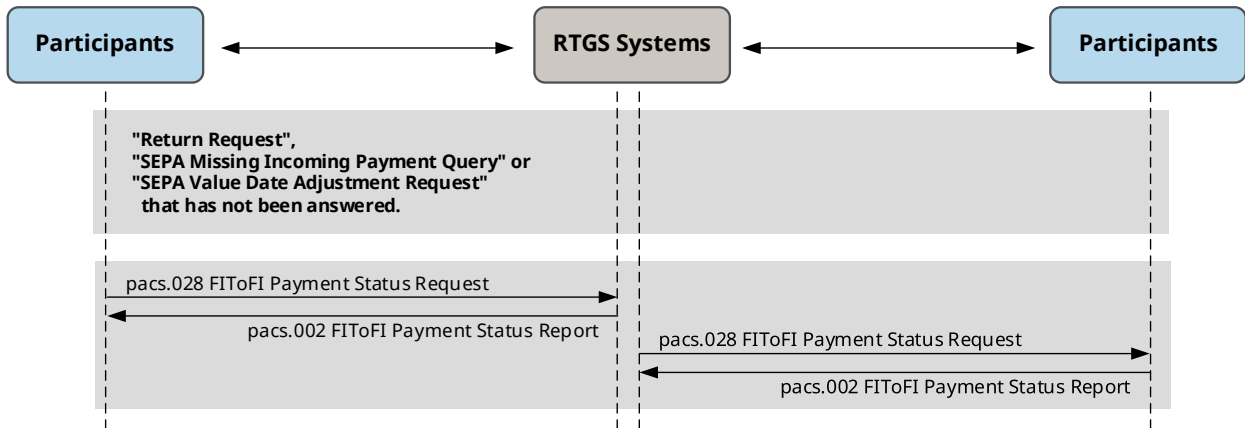 Participants
RTGS Systems
Participants
"Return Request",
"SEPA Missing Incoming Payment Query" or
"SEPA Value Date Adjustment Request"
that has not been answered.
pacs.028 FIToFI Payment Status Request
pacs.002 FIToFI Payment Status Report
pacs.028 FIToFI Payment Status Request
pacs.002 FIToFI Payment Status Report